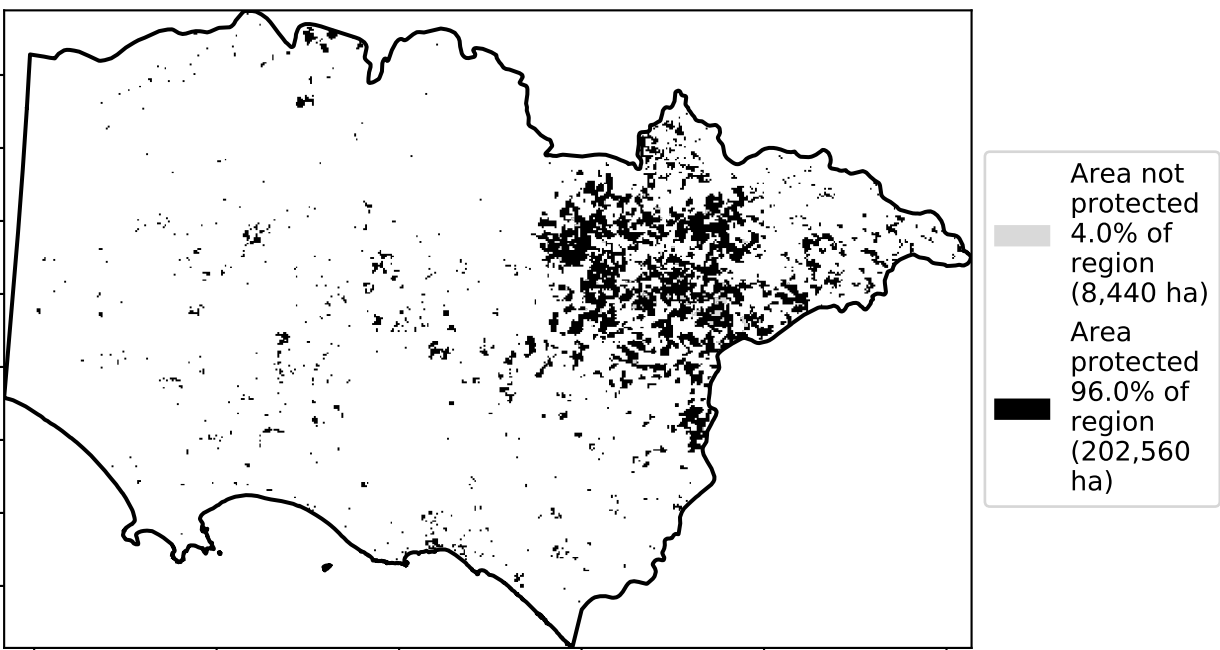 Area not
protected
4.0% of
region
(8,440 ha)
Area
protected
96.0% of
region
(202,560
ha)